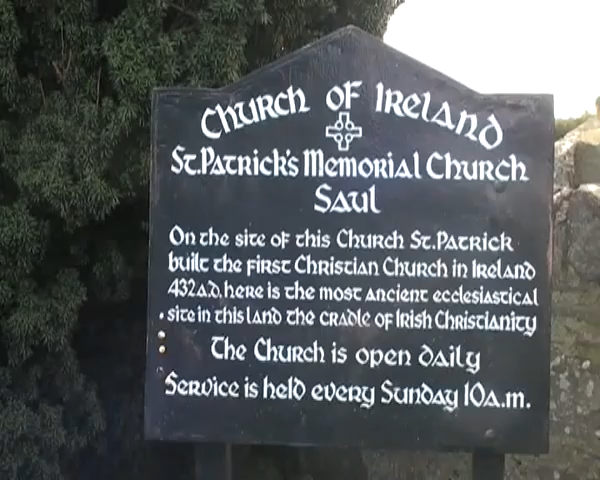 Church of Ireland
St. Patrick's Memorial Church
Saul
On the site of this Church St. Patrick
built the first Christian Church in Ireland
432 A.D. here is the most ancient ecclesiastical
site in this land the cradle of Irish Christianity
The Church is open daily
Service is held every Sunday 10 a.m.